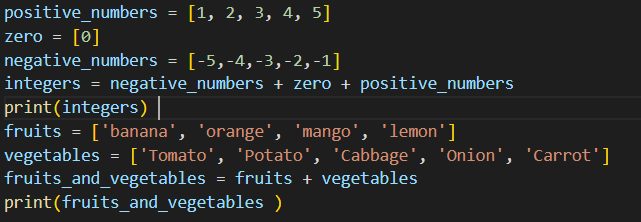 positive_numbers = [1, 2, 3, 4, 5]
zero = [0]
negative_numbers = [-5,-4,-3,-2,-1]
integers = negative_numbers + zero + positive_numbers
print(integers)
fruits = ['banana', 'orange', 'mango', 'lemon']
vegetables = ['Tomato', 'Potato', 'Cabbage', 'Onion', 'Carrot']
fruits_and_vegetables = fruits + vegetables
print(fruits_and_vegetables )